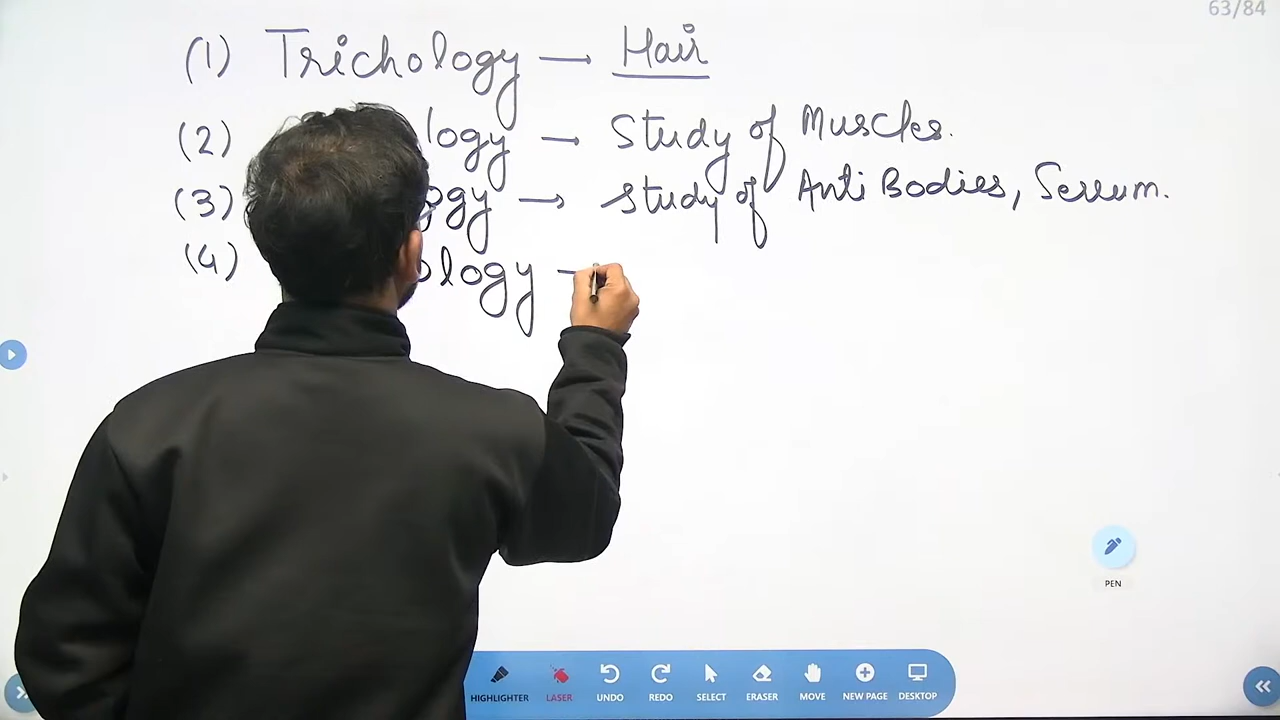 63/84
(1) Trichology → Hair
(2) logy → Study of Muscles.
(3) ogy → Study of Anti Bodies, Serrum.
(4) ology
PEN
HIGHLIGHTER LASER UNDO REDO SELECT ERASER MOVE NEW PAGE DESKTOP